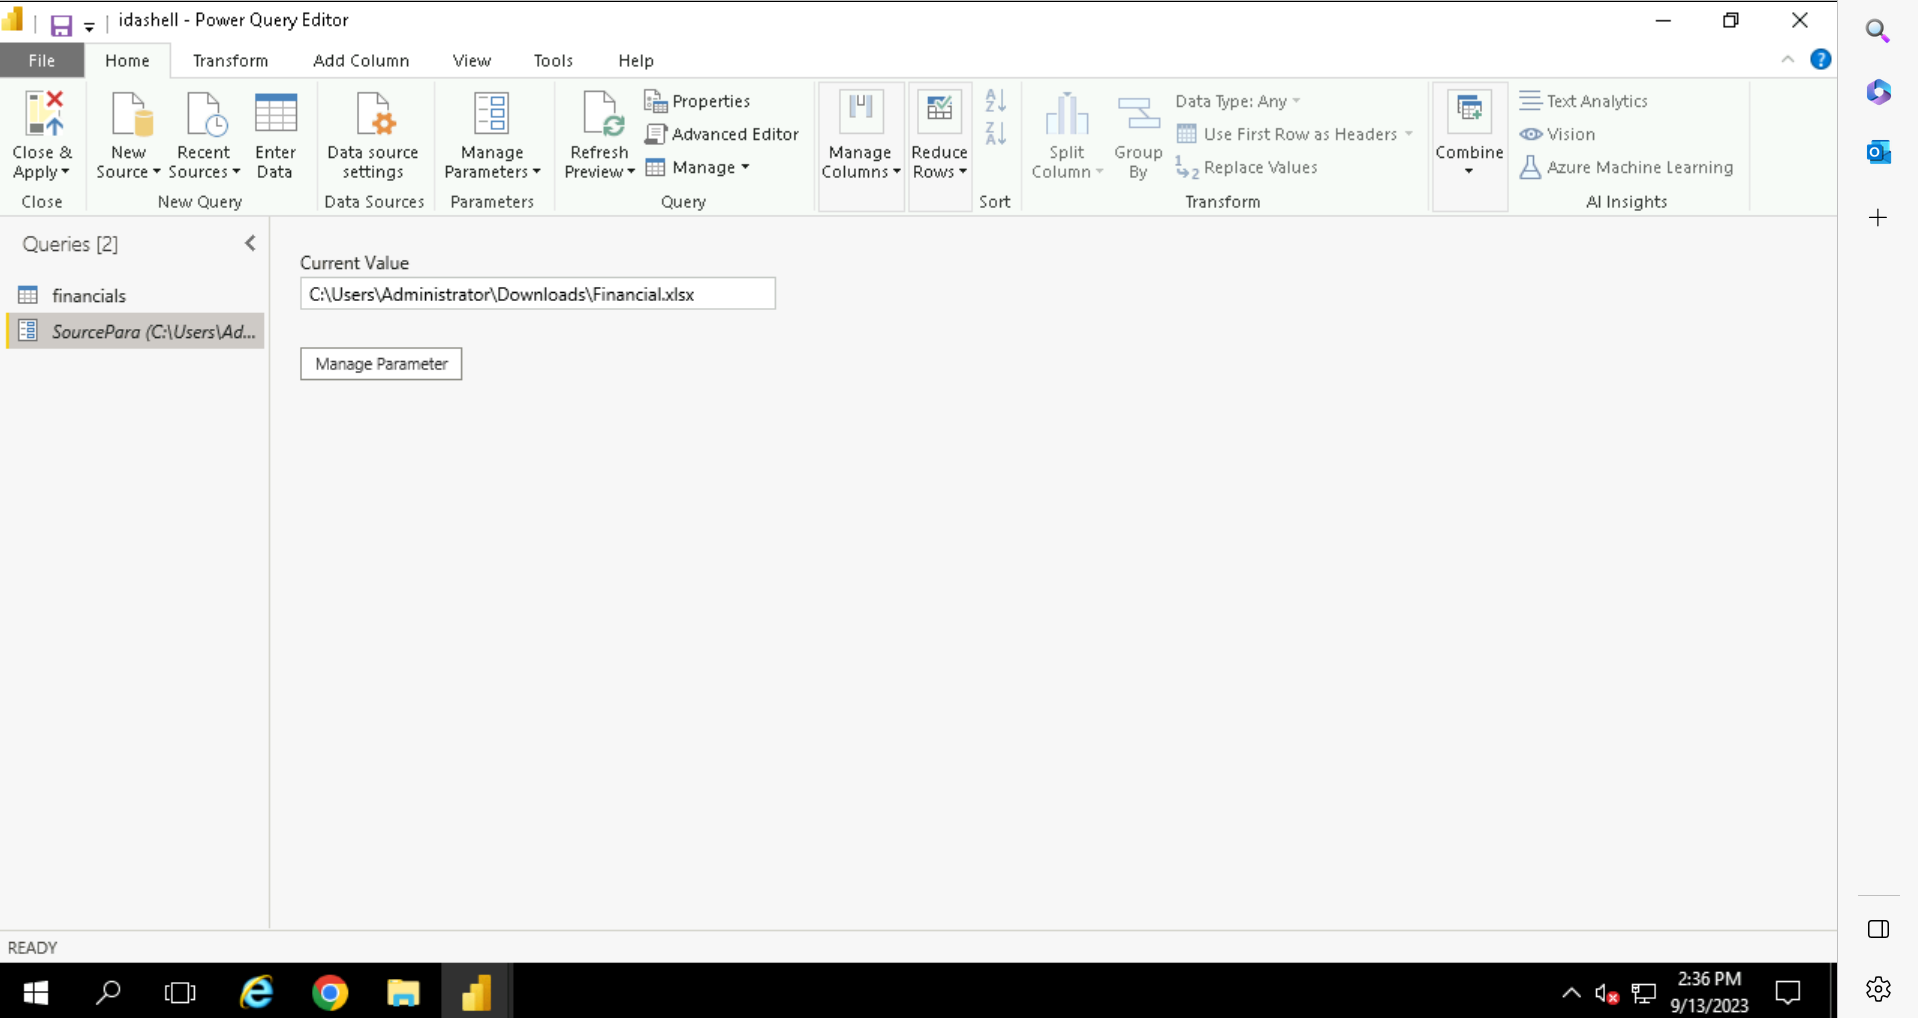 idashell - Power Query Editor
File
Home
Transform
Add Column
View
Tools
Help
Close &
Apply
Close
New
Source
Recent
Sources
Enter
Data
New Query
Data source
settings
Data Sources
Manage
Parameters
Parameters
Refresh
Preview
Properties
Advanced Editor
Manage
Query
Manage
Columns
Reduce
Rows
A
Z
Z
A
Sort
Split
Column
Group
By
Data Type: Any
Use First Row as Headers
1
2
Replace Values
Transform
Combine
Text Analytics
Vision
Azure Machine Learning
AI Insights
Queries [2]
financials
SourcePara (C:\Users\Ad...
Current Value
C:\Users\Administrator\Downloads\Financial.xlsx
Manage Parameter
READY
2:36 PM
9/13/2023